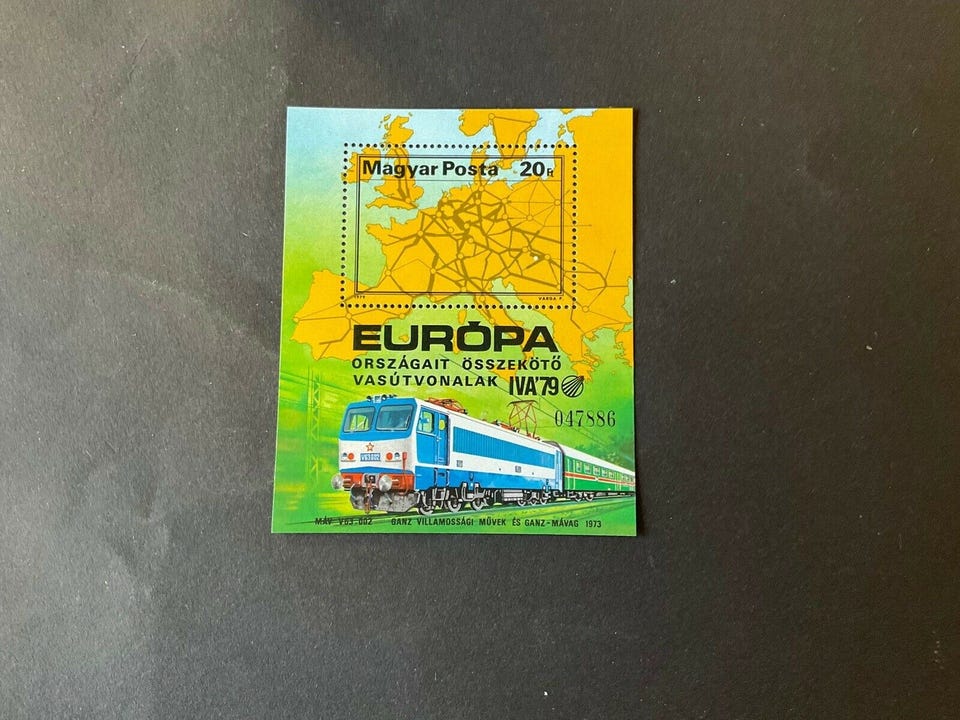 Magyar Posta 20Ft
1979 VARGA P.
EURÓPA
ORSZÁGAIT ÖSSZEKÖTŐ
VASÚTVONALAK IVA'79
047886
V63 002
MÁV V63-002 GANZ VILLAMOSSÁGI MŰVEK ÉS GANZ-MÁVAG 1973